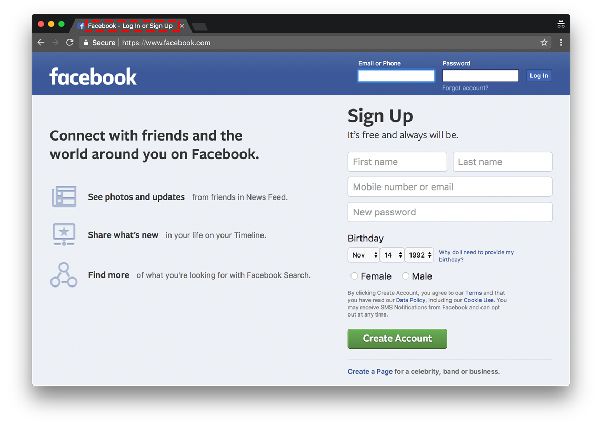 Facebook - Log In or Sign Up
Secure https://www.facebook.com
facebook
Email or Phone
Password
Log In
Forgot account?
Connect with friends and the
world around you on Facebook.
See photos and updates from friends in News Feed.
Share what's new in your life on your Timeline.
Find more of what you're looking for with Facebook Search.
Sign Up
It's free and always will be.
First name
Last name
Mobile number or email
New password
Birthday
Nov 14 1992
Why do I need to provide my
birthday?
Female Male
By clicking Create Account, you agree to our Terms and that
you have read our Data Policy, including our Cookie Use. You
may receive SMS Notifications from Facebook and can opt
out at any time.
Create Account
Create a Page for a celebrity, band or business.